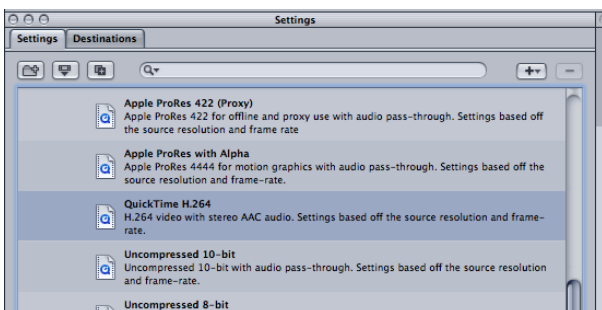 Settings
Settings Destinations
Apple ProRes 422 (Proxy)
Apple ProRes 422 for offline and proxy use with audio pass-through. Settings based off
the source resolution and frame rate
Apple ProRes with Alpha
Apple ProRes 4444 for motion graphics with audio pass-through. Settings based off the
source resolution and frame-rate.
QuickTime H.264
H.264 video with stereo AAC audio. Settings based off the source resolution and frame-
rate.
Uncompressed 10-bit
Uncompressed 10-bit with audio pass-through. Settings based off the source resolution
and frame-rate.
Uncompressed 8-bit